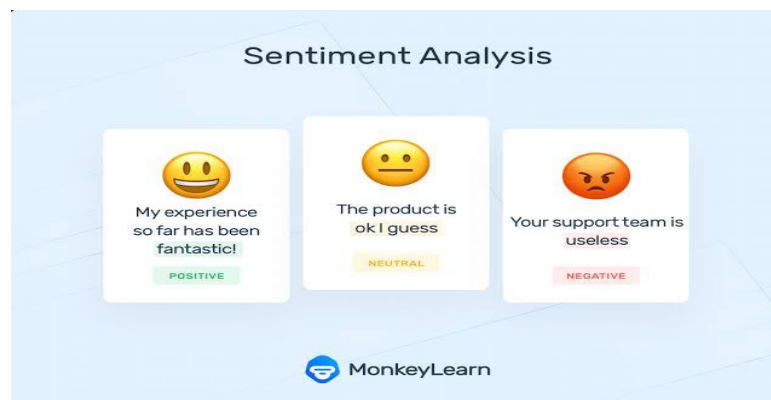 Sentiment Analysis
My experience
so far has been
fantastic!
POSITIVE
The product is
ok I guess
NEUTRAL
Your support team is
useless
NEGATIVE
MonkeyLearn